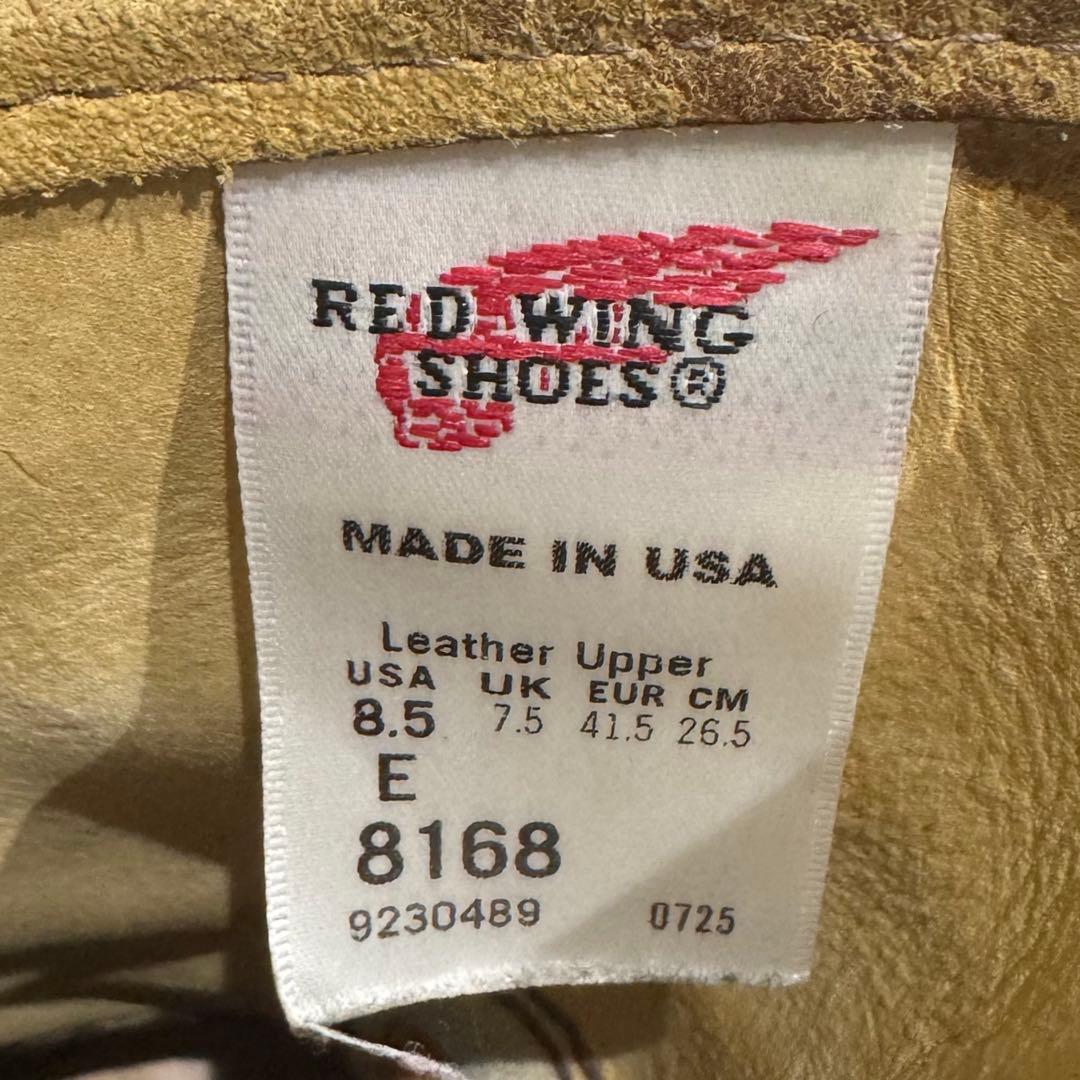 RED WING
SHOES®
MADE IN USA
Leather Upper
USA UK EUR CM
8.5 7.5 41.5 26.5
E
8168
9230489 0725